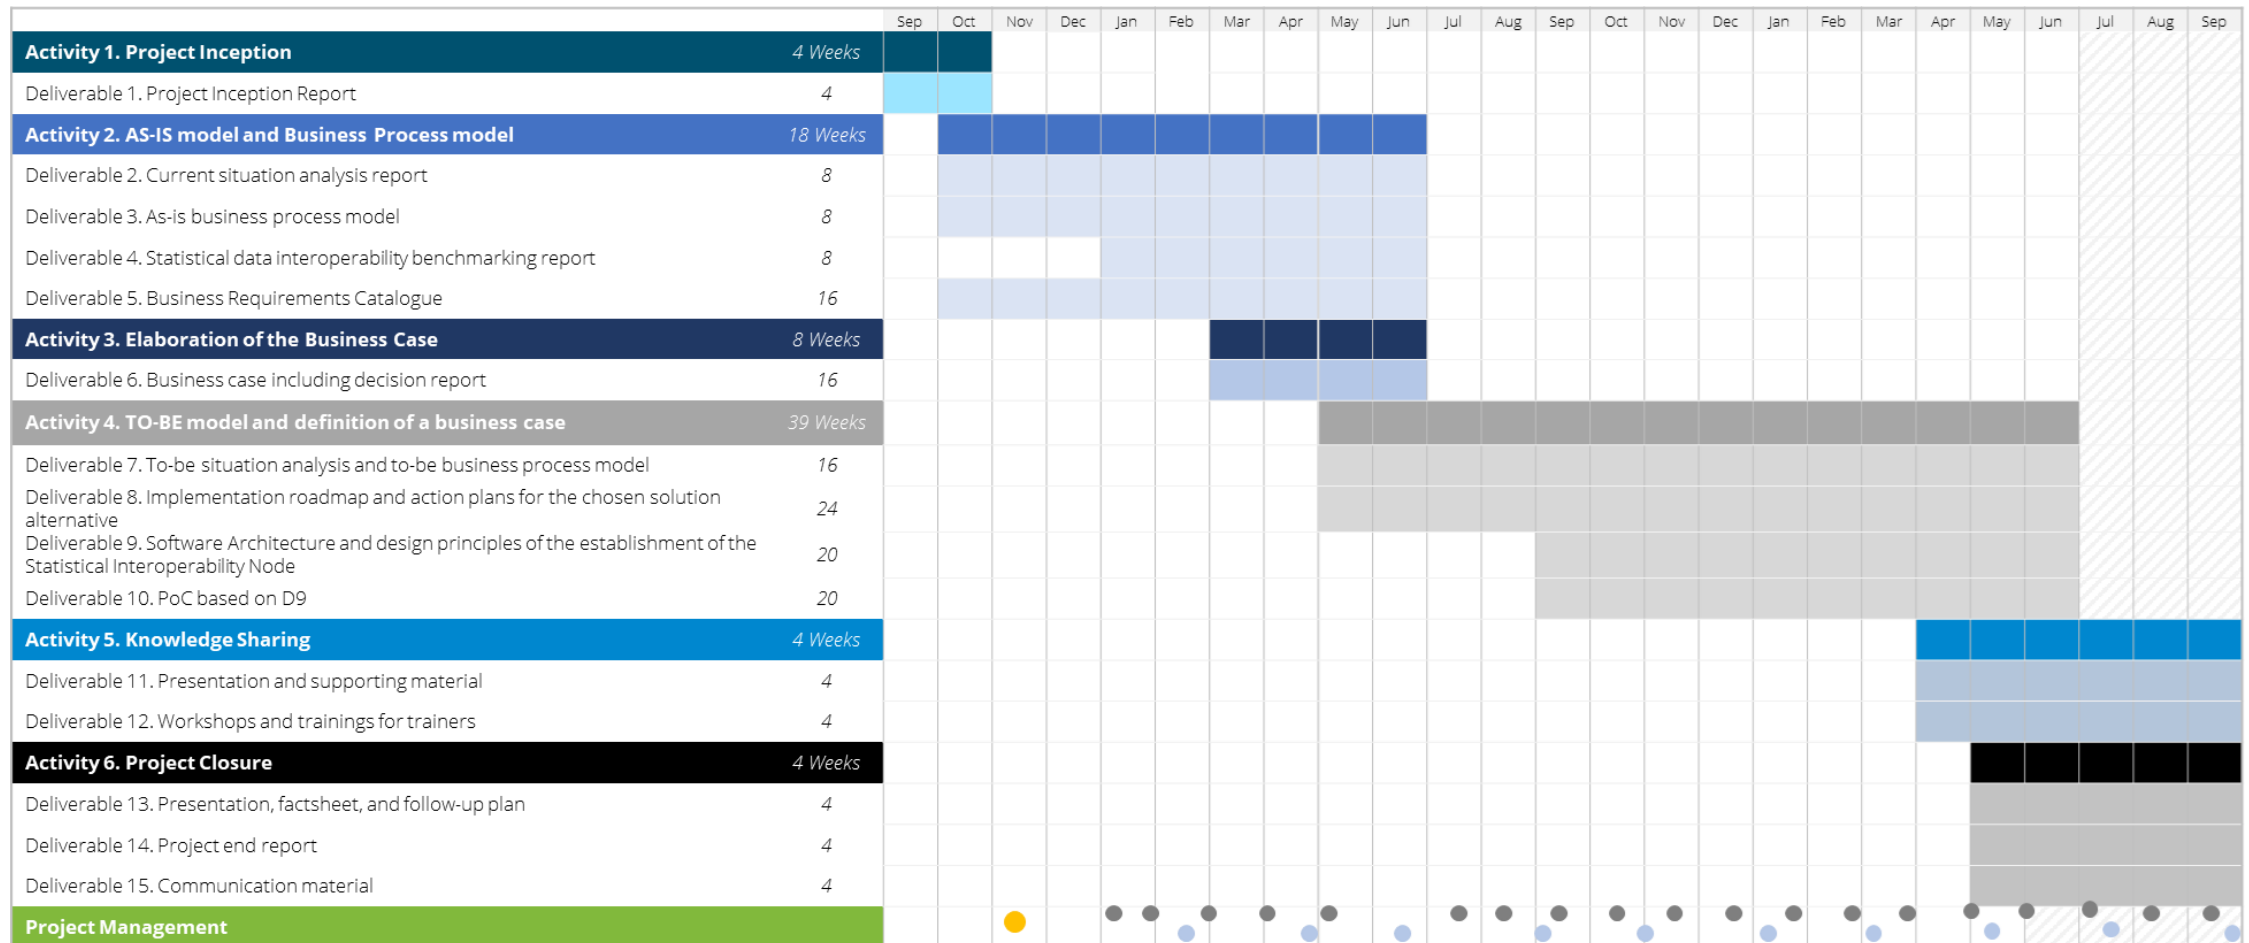 Sep Oct Nov Dec Jan Feb Mar Apr May Jun Jul Aug Sep Oct Nov Dec Jan Feb Mar Apr May Jun Jul Aug Sep
Activity 1. Project Inception 4 Weeks
Deliverable 1. Project Inception Report 4
Activity 2. AS-IS model and Business Process model 18 Weeks
Deliverable 2. Current situation analysis report 8
Deliverable 3. As-is business process model 8
Deliverable 4. Statistical data interoperability benchmarking report 8
Deliverable 5. Business Requirements Catalogue 16
Activity 3. Elaboration of the Business Case 8 Weeks
Deliverable 6. Business case including decision report 16
Activity 4. TO-BE model and definition of a business case 39 Weeks
Deliverable 7. To-be situation analysis and to-be business process model 16
Deliverable 8. Implementation roadmap and action plans for the chosen solution
alternative 24
Deliverable 9. Software Architecture and design principles of the establishment of the
Statistical Interoperability Node 20
Deliverable 10. PoC based on D9 20
Activity 5. Knowledge Sharing 4 Weeks
Deliverable 11. Presentation and supporting material 4
Deliverable 12. Workshops and trainings for trainers 4
Activity 6. Project Closure 4 Weeks
Deliverable 13. Presentation, factsheet, and follow-up plan 4
Deliverable 14. Project end report 4
Deliverable 15. Communication material 4
Project Management